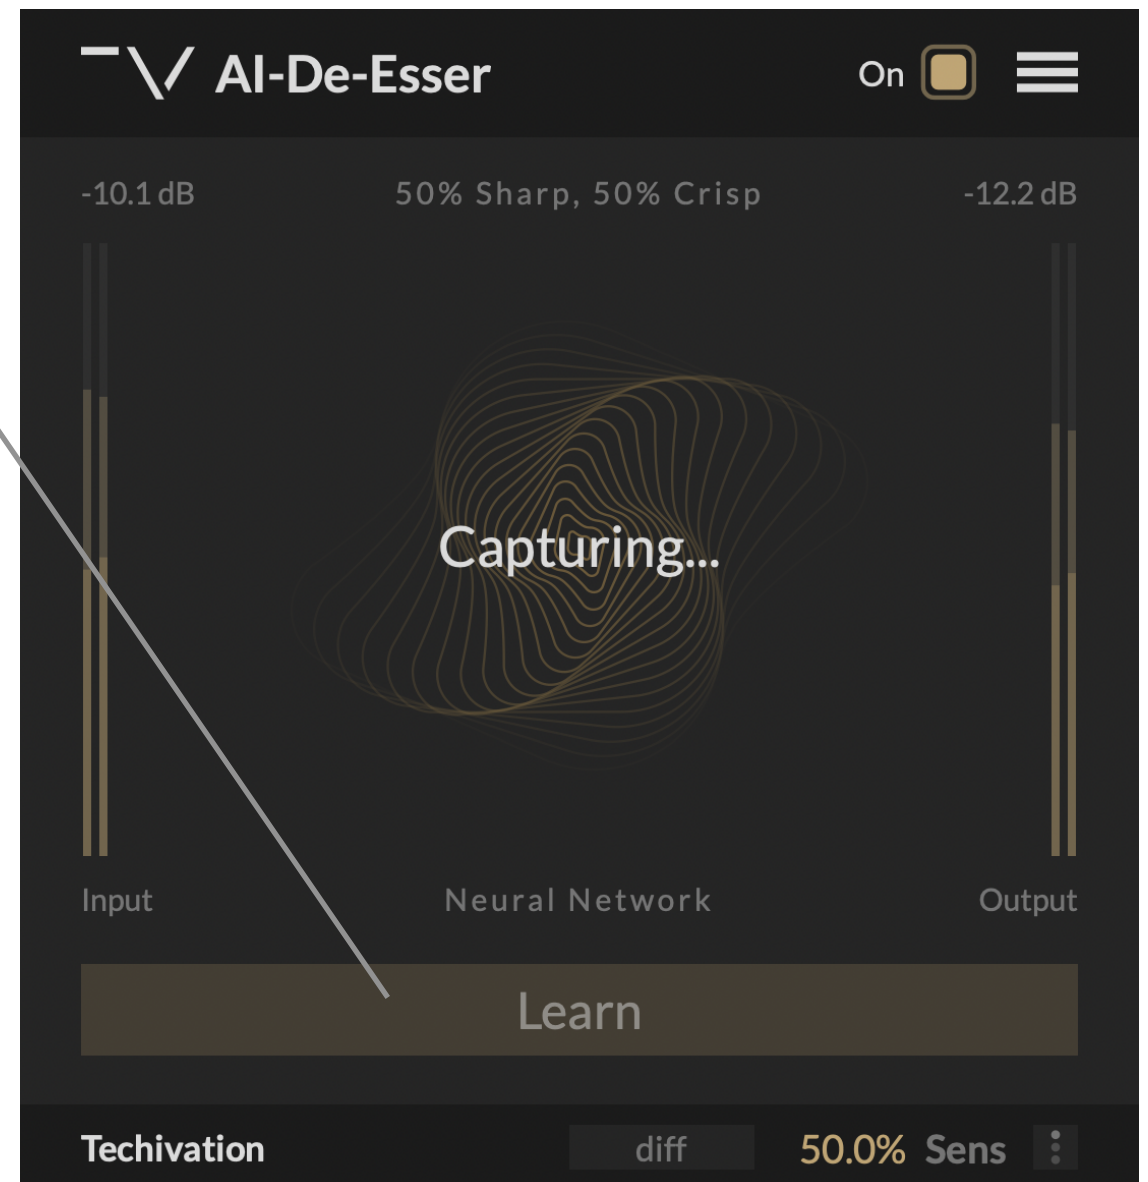 AI-De-Esser On
-10.1 dB 50% Sharp, 50% Crisp -12.2 dB
Capturing...
Input Neural Network Output
Learn
Techivation diff 50.0% Sens